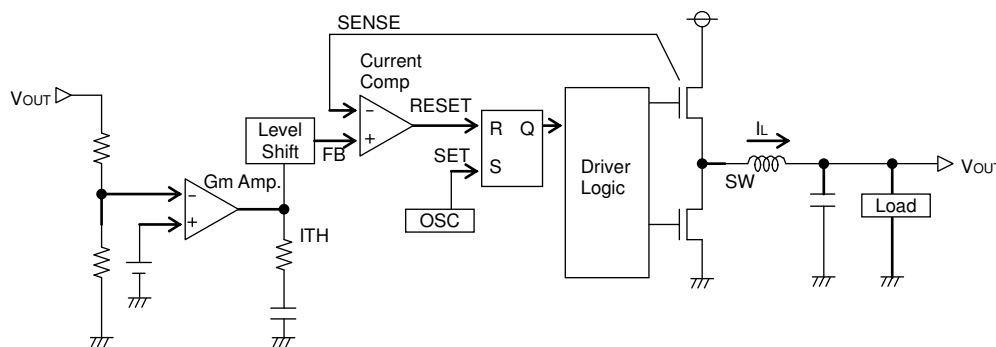 SENSE
Current
Comp
VOUT
RESET
Level
Shift
FB
R Q
S
SET
OSC
Gm Amp.
ITH
Driver
Logic
IL
SW
VOUT
Load